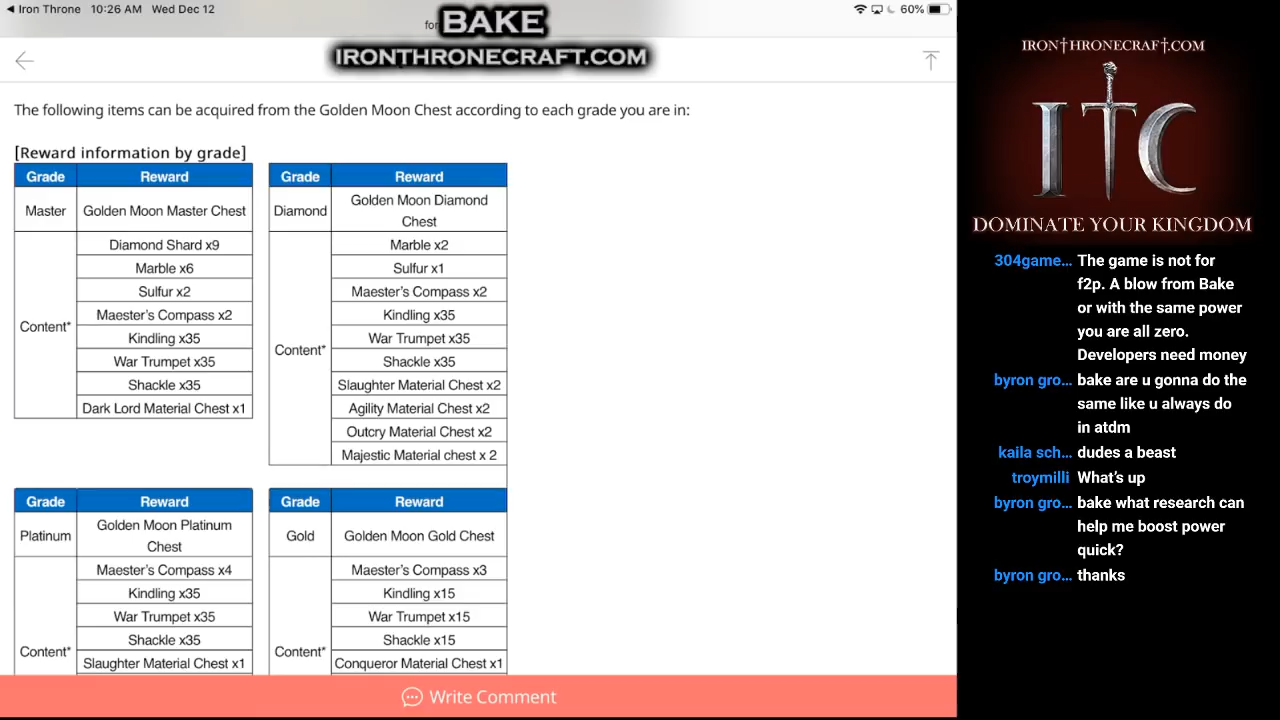 Iron Throne 10:26 AM Wed Dec 12
60%
for
BAKE
IRONTHRONECRAFT.COM
The following items can be acquired from the Golden Moon Chest according to each grade you are in:
[Reward information by grade]
Grade Reward
Master Golden Moon Master Chest
Content*
Diamond Shard x9
Marble x6
Sulfur x2
Maester's Compass x2
Kindling x35
War Trumpet x35
Shackle x35
Dark Lord Material Chest x1
Grade Reward
Diamond Golden Moon Diamond
Chest
Content*
Marble x2
Sulfur x1
Maester's Compass x2
Kindling x35
War Trumpet x35
Shackle x35
Slaughter Material Chest x2
Agility Material Chest x2
Outcry Material Chest x2
Majestic Material chest x 2
Grade Reward
Platinum Golden Moon Platinum
Chest
Content*
Maester's Compass x4
Kindling x35
War Trumpet x35
Shackle x35
Slaughter Material Chest x1
Grade Reward
Gold Golden Moon Gold Chest
Content*
Maester's Compass x3
Kindling x15
War Trumpet x15
Shackle x15
Conqueror Material Chest x1
Write Comment
IRON†HRONECRAFT.COM
ITC
DOMINATE YOUR KINGDOM
304game... The game is not for
f2p. A blow from Bake
or with the same power
you are all zero.
Developers need money
byron gro... bake are u gonna do the
same like u always do
in atdm
kaila sch... dudes a beast
troymilli What's up
byron gro... bake what research can
help me boost power
quick?
byron gro... thanks